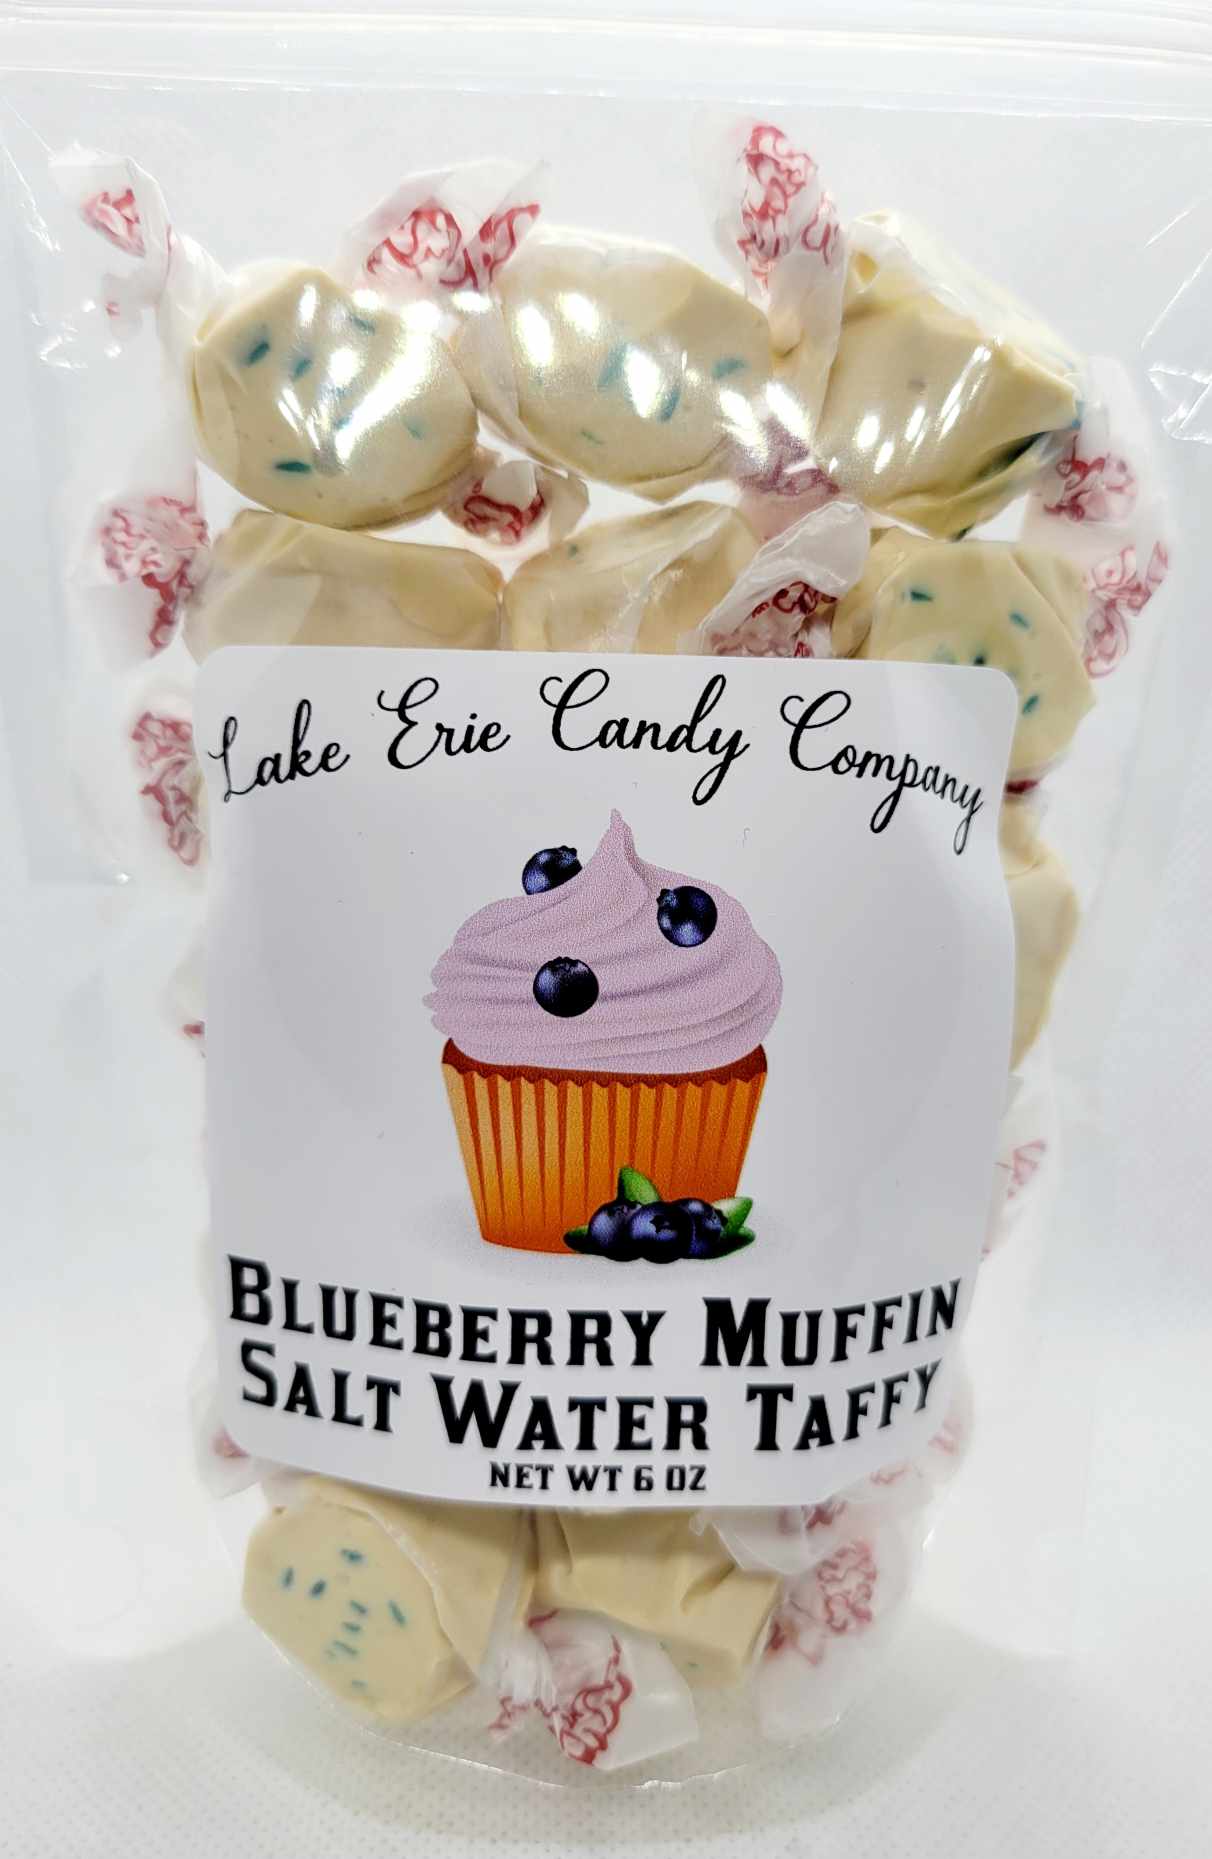 Lake Erie Candy Company
Blueberry Muffin
Salt Water Taffy
NET WT 6 OZ